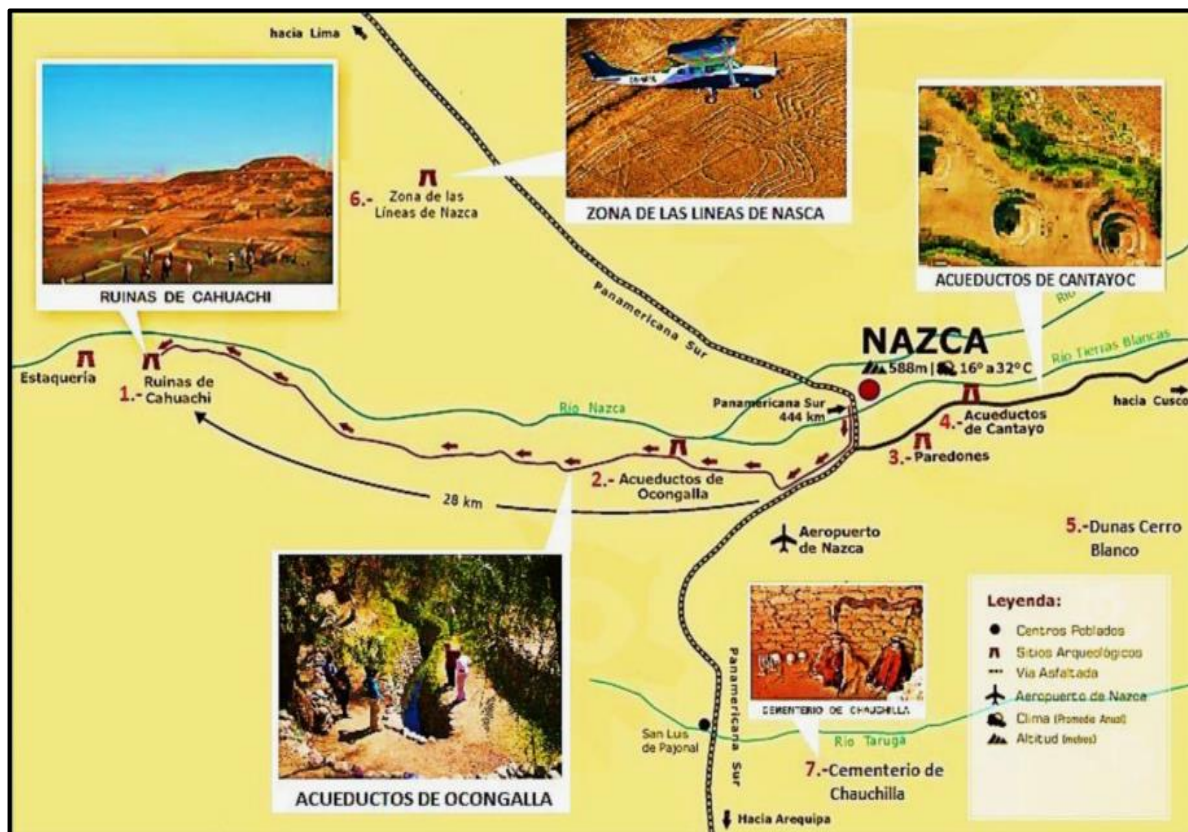 hacia Lima
RUINAS DE CAHUACHI
6.- Zona de las
Líneas de Nazca
ZONA DE LAS LINEAS DE NASCA
ACUEDUCTOS DE CANTAYOC
Panamericana Sur
NAZCA
588m | 16° a 32° C
Río
Río Tierras Blancas
hacia Cusco
Estaquería
1.- Ruinas de
Cahuachi
Río Nazca
Panamericana Sur
444 km
4.- Acueductos
de Cantayo
3.- Paredones
2.- Acueductos de
Ocongalla
28 km
Aeropuerto
de Nazca
5.-Dunas Cerro
Blanco
ACUEDUCTOS DE OCONGALLA
CEMENTERIO DE CHAUCHILLA
Panamericana Sur
San Luis
de Pajonal
Río Taruga
7.-Cementerio de
Chauchilla
Hacia Arequipa
Leyenda:
Centros Poblados
Sitios Arqueológicos
Via Asfaltada
Aeropuerto de Nazca
Clima (Promedio Anual)
Altitud (metros)